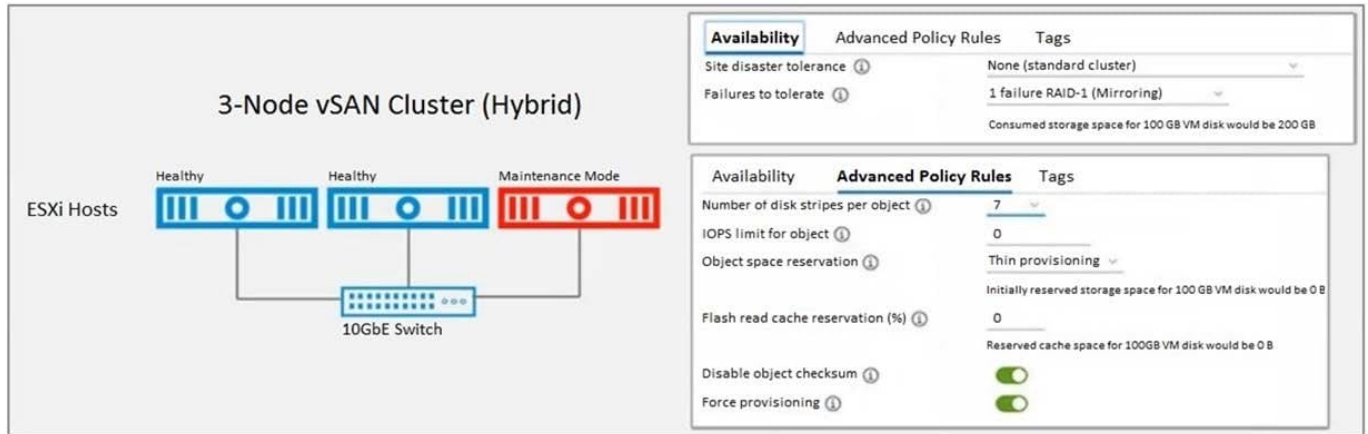 3-Node vSAN Cluster (Hybrid)
Healthy
Healthy
Maintenance Mode
ESXi Hosts
10GbE Switch
Availability Advanced Policy Rules Tags
Site disaster tolerance None (standard cluster)
Failures to tolerate 1 failure RAID-1 (Mirroring)
Consumed storage space for 100 GB VM disk would be 200 GB
Availability Advanced Policy Rules Tags
Number of disk stripes per object 7
IOPS limit for object 0
Object space reservation Thin provisioning
Initially reserved storage space for 100 GB VM disk would be 0 B
Flash read cache reservation (%) 0
Reserved cache space for 100GB VM disk would be 0 B
Disable object checksum
Force provisioning